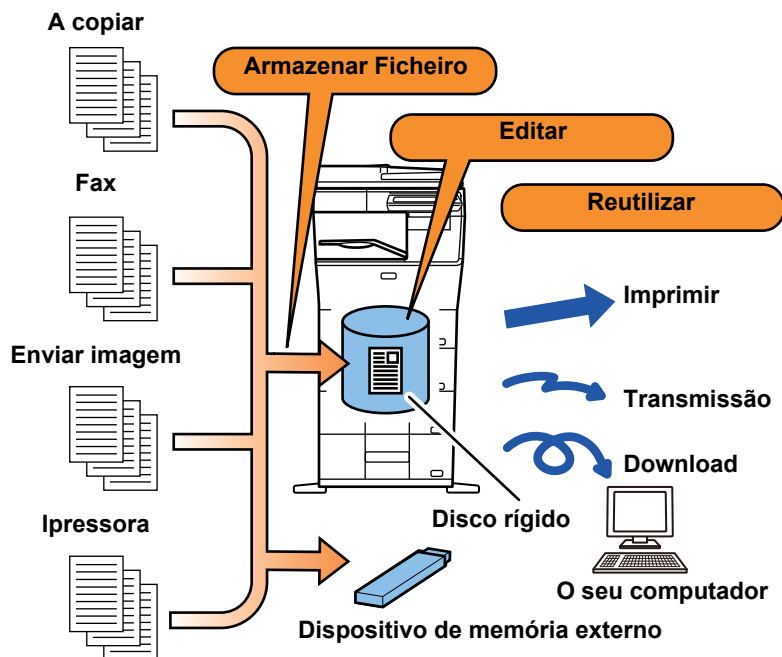 A copiar
Armazenar Ficheiro
Editar
Fax
Reutilizar
Imprimir
Enviar imagem
Transmissão
Download
Ipressora
Disco rígido
O seu computador
Dispositivo de memória externo